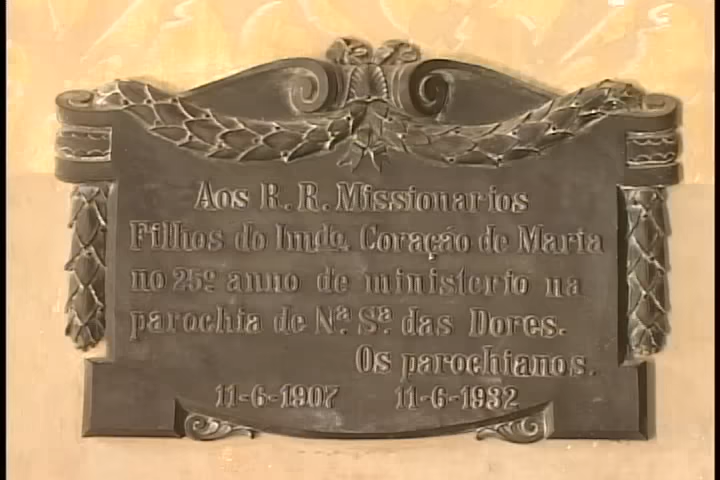 Aos R. R. Missionarios
Filhos do Imdo. Coração de Maria
no 25º anno de ministerio na
parochia de Nª. Sª. das Dores.
Os parochianos.
11-6-1907 11-6-1932